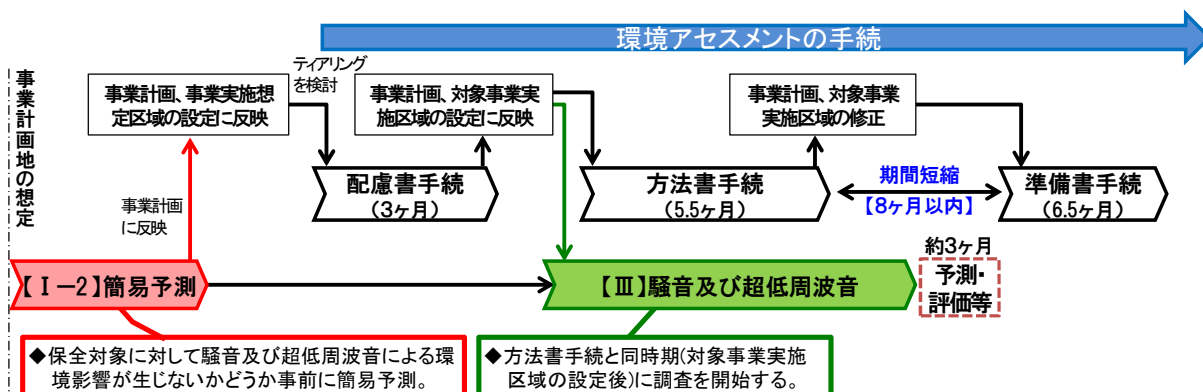 環境アセスメントの手続
事業計画地の想定
ティアリング
を検討
事業計画、事業実施想
定区域の設定に反映
事業計画、対象事業実
施区域の設定に反映
事業計画、対象事業
実施区域の修正
配慮書手続
(3ヶ月)
方法書手続
(5.5ヶ月)
期間短縮
【8ヶ月以内】
準備書手続
(6.5ヶ月)
事業計画
に反映
約3ヶ月
【Ⅰ-2】簡易予測
【Ⅲ】騒音及び超低周波音
予測・
評価等
◆保全対象に対して騒音及び超低周波音による環
境影響が生じないかどうか事前に簡易予測。
◆方法書手続と同時期(対象事業実施
区域の設定後)に調査を開始する。